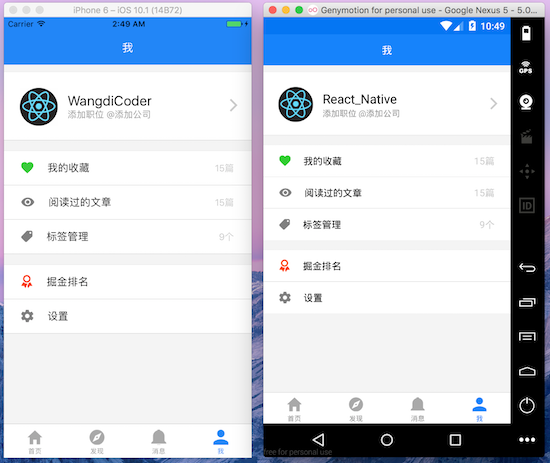 iPhone 6 – iOS 10.1 (14B72)
Carrier
2:49 AM
我
WangdiCoder
添加职位 @添加公司
我的收藏
15篇
阅读过的文章
15篇
标签管理
9个
掘金排名
设置
首页
发现
消息
我
Genymotion for personal use - Google Nexus 5 - 5.0...
10:49
我
React_Native
添加职位 @添加公司
我的收藏
15篇
阅读过的文章
15篇
标签管理
9个
掘金排名
设置
首页
发现
消息
我
free for personal use
GPS
ID